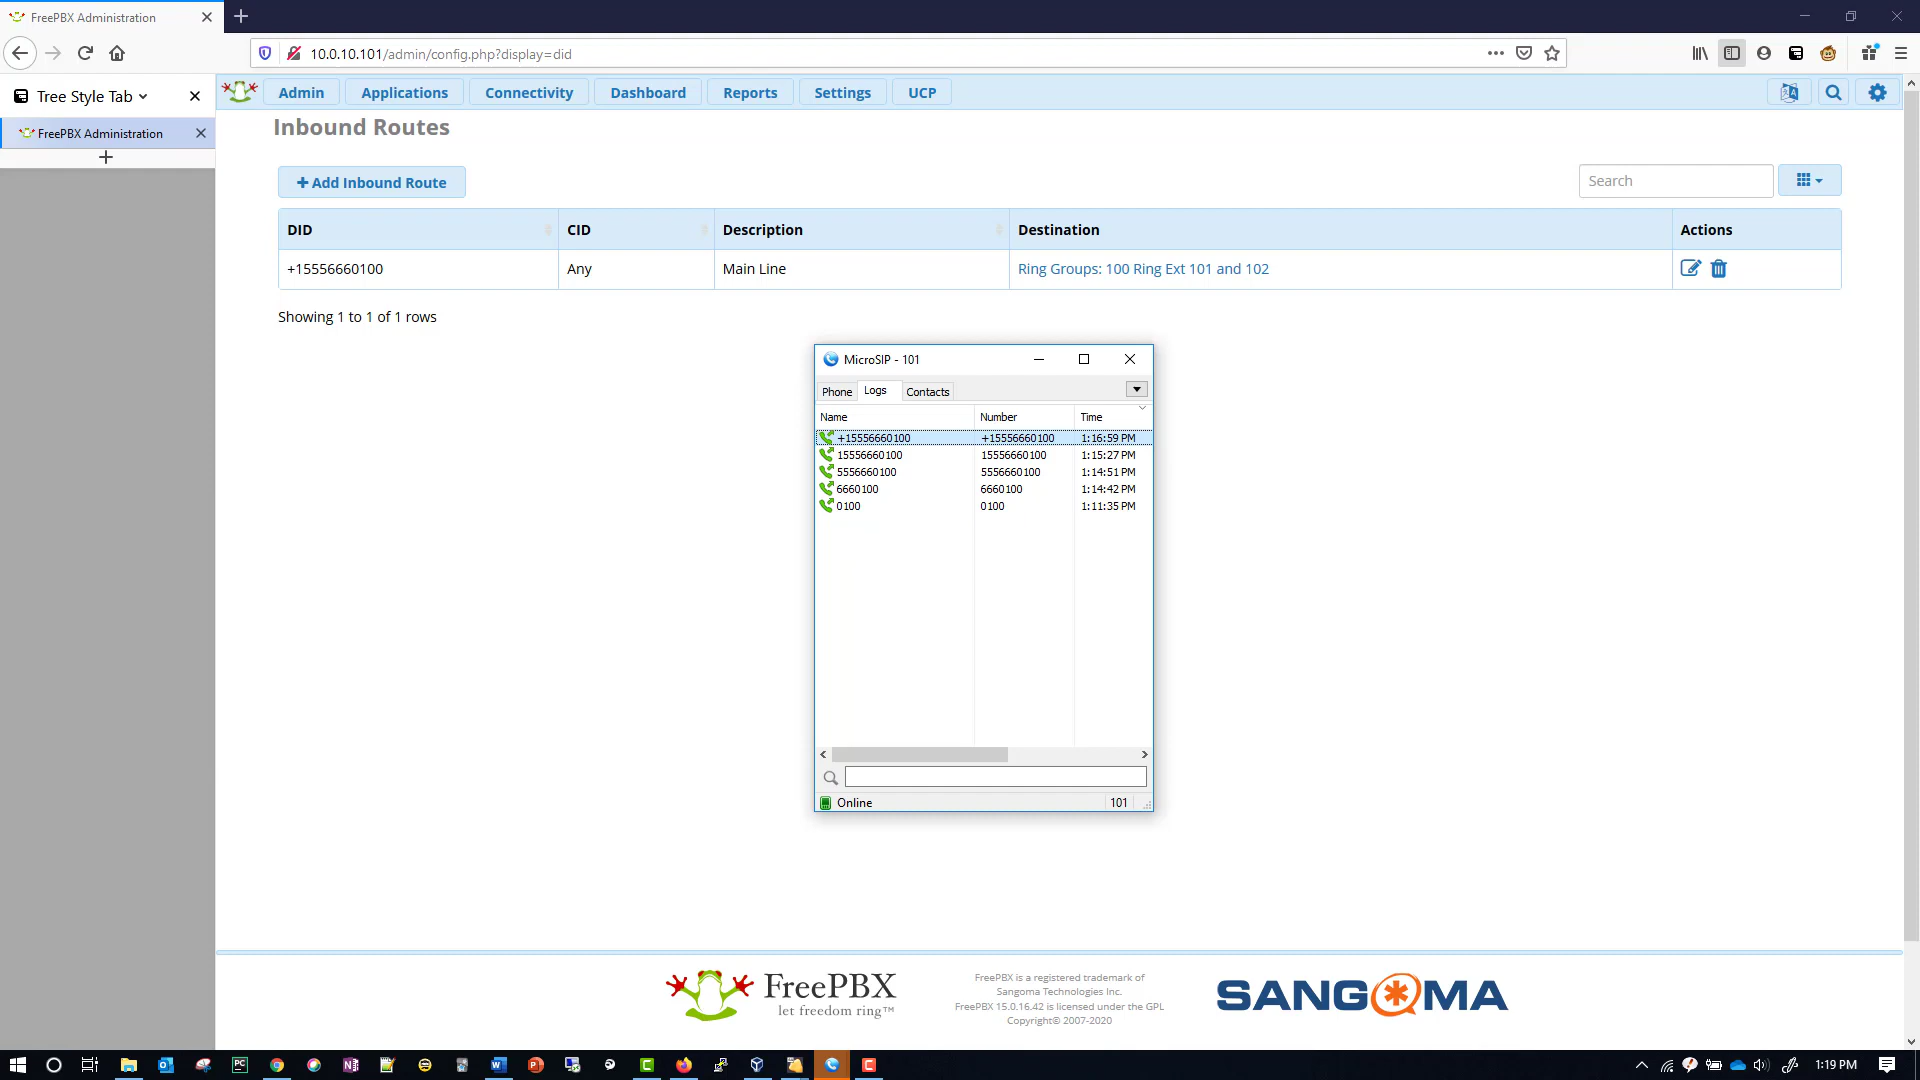 FreePBX Administration
10.0.10.101/admin/config.php?display=did
Tree Style Tab
FreePBX Administration
Admin
Applications
Connectivity
Dashboard
Reports
Settings
UCP
Inbound Routes
Add Inbound Route
Search
DID CID Description Destination Actions
+15556660100 Any Main Line Ring Groups: 100 Ring Ext 101 and 102
Showing 1 to 1 of 1 rows
MicroSIP - 101
Phone Logs Contacts
Name Number Time
+15556660100 +15556660100 1:16:59 PM
15556660100 15556660100 1:15:27 PM
5556660100 5556660100 1:14:51 PM
6660100 6660100 1:14:42 PM
0100 0100 1:11:35 PM
Online 101
FreePBX
let freedom ring™
FreePBX is a registered trademark of
Sangoma Technologies Inc.
FreePBX 15.0.16.42 is licensed under the GPL
Copyright© 2007-2020
SANGOMA
1:19 PM